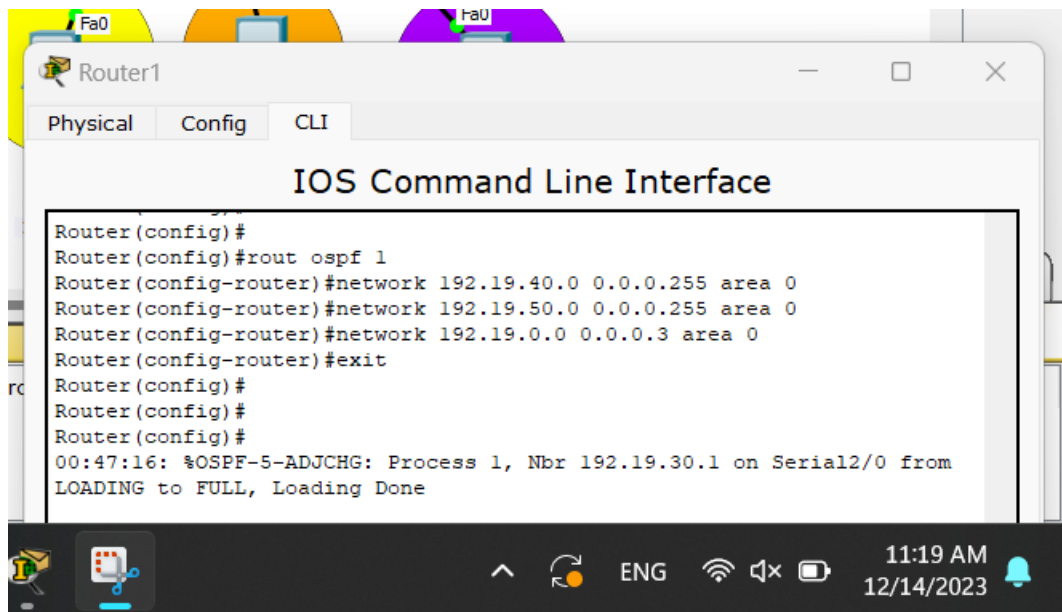 Fa0
Fa0
Router1
Physical Config CLI
IOS Command Line Interface
Router(config)#
Router(config)#rout ospf 1
Router(config-router)#network 192.19.40.0 0.0.0.255 area 0
Router(config-router)#network 192.19.50.0 0.0.0.255 area 0
Router(config-router)#network 192.19.0.0 0.0.0.3 area 0
Router(config-router)#exit
Router(config)#
Router(config)#
Router(config)#
00:47:16: %OSPF-5-ADJCHG: Process 1, Nbr 192.19.30.1 on Serial2/0 from
LOADING to FULL, Loading Done
ENG
11:19 AM
12/14/2023